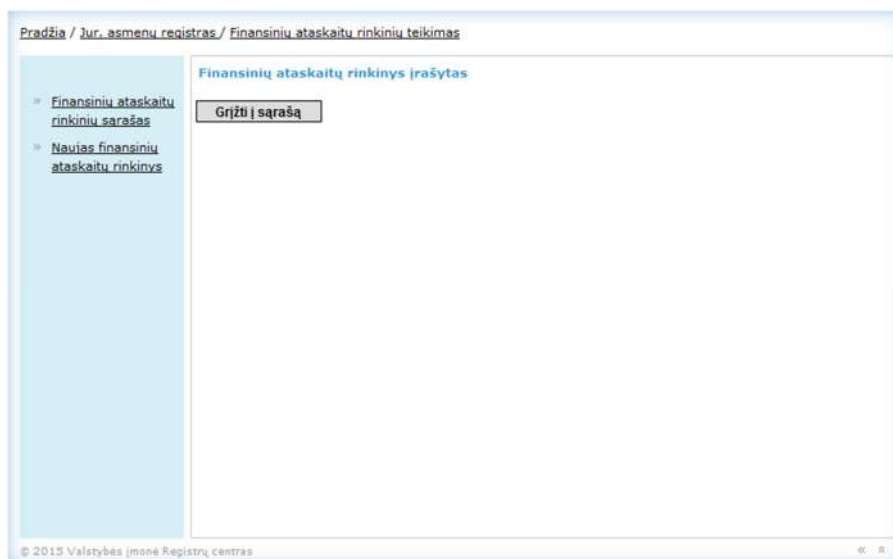 Pradžia / Jur. asmenų registras / Finansinių ataskaitų rinkinių teikimas
Finansinių ataskaitų rinkinys įrašytas
» Finansinių ataskaitų
rinkinių sąrašas
» Naujas finansinių
ataskaitų rinkinys
Grįžti į sąrašą
© 2015 Valstybės įmonė Registrų centras